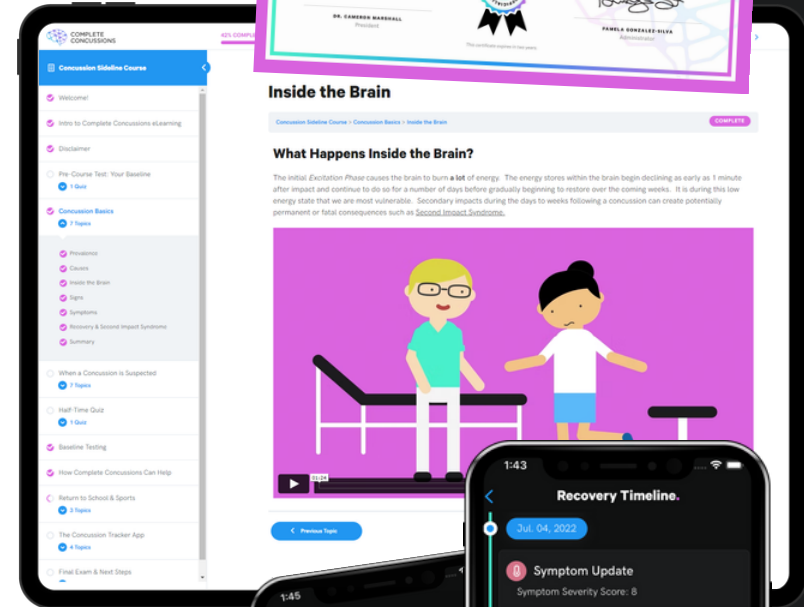 DR. CAMERON MARSHALL
President
This certificate expires in two years
PAMELA GONZALEZ-SILVA
Administrator
COMPLETE
CONCUSSIONS
42% COMPLE
Concussion Sideline Course
Welcome!
Intro to Complete Concussions eLearning
Disclaimer
Pre-Course Test: Your Baseline
1 Quiz
Concussion Basics
7 Topics
Prevalence
Causes
Inside the Brain
Signs
Symptoms
Recovery & Second Impact Syndrome
Summary
When a Concussion is Suspected
7 Topics
Half-Time Quiz
1 Quiz
Baseline Testing
How Complete Concussions Can Help
Return to School & Sports
3 Topics
The Concussion Tracker App
4 Topics
Final Exam & Next Steps
Inside the Brain
Concussion Sideline Course > Concussion Basics > Inside the Brain
COMPLETE
What Happens Inside the Brain?
The initial Excitation Phase causes the brain to burn a lot of energy. The energy stores within the brain begin declining as early as 1 minute
after impact and continue to do so for a number of days before gradually beginning to restore over the coming weeks. It is during this low
energy state that we are most vulnerable. Secondary impacts during the days to weeks following a concussion can create potentially
permanent or fatal consequences such as Second Impact Syndrome.
Previous Topic
1:43
Recovery Timeline.
Jul. 04, 2022
Symptom Update
Symptom Severity Score: 8
1:45